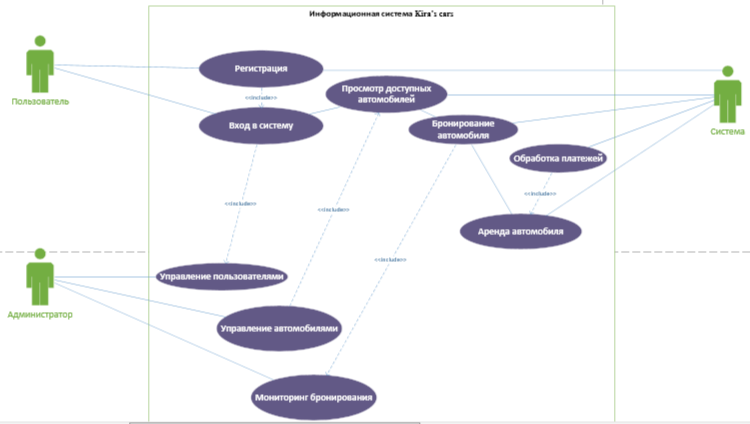 Информационная система Kira's cars
Пользователь
Регистрация
<<include>>
Вход в систему
Просмотр доступных
автомобилей
Бронирование
автомобиля
Система
Обработка платежей
<<include>>
<<include>>
<<include>>
Аренда автомобиля
<<include>>
Управление пользователями
Администратор
Управление автомобилями
Мониторинг бронирования